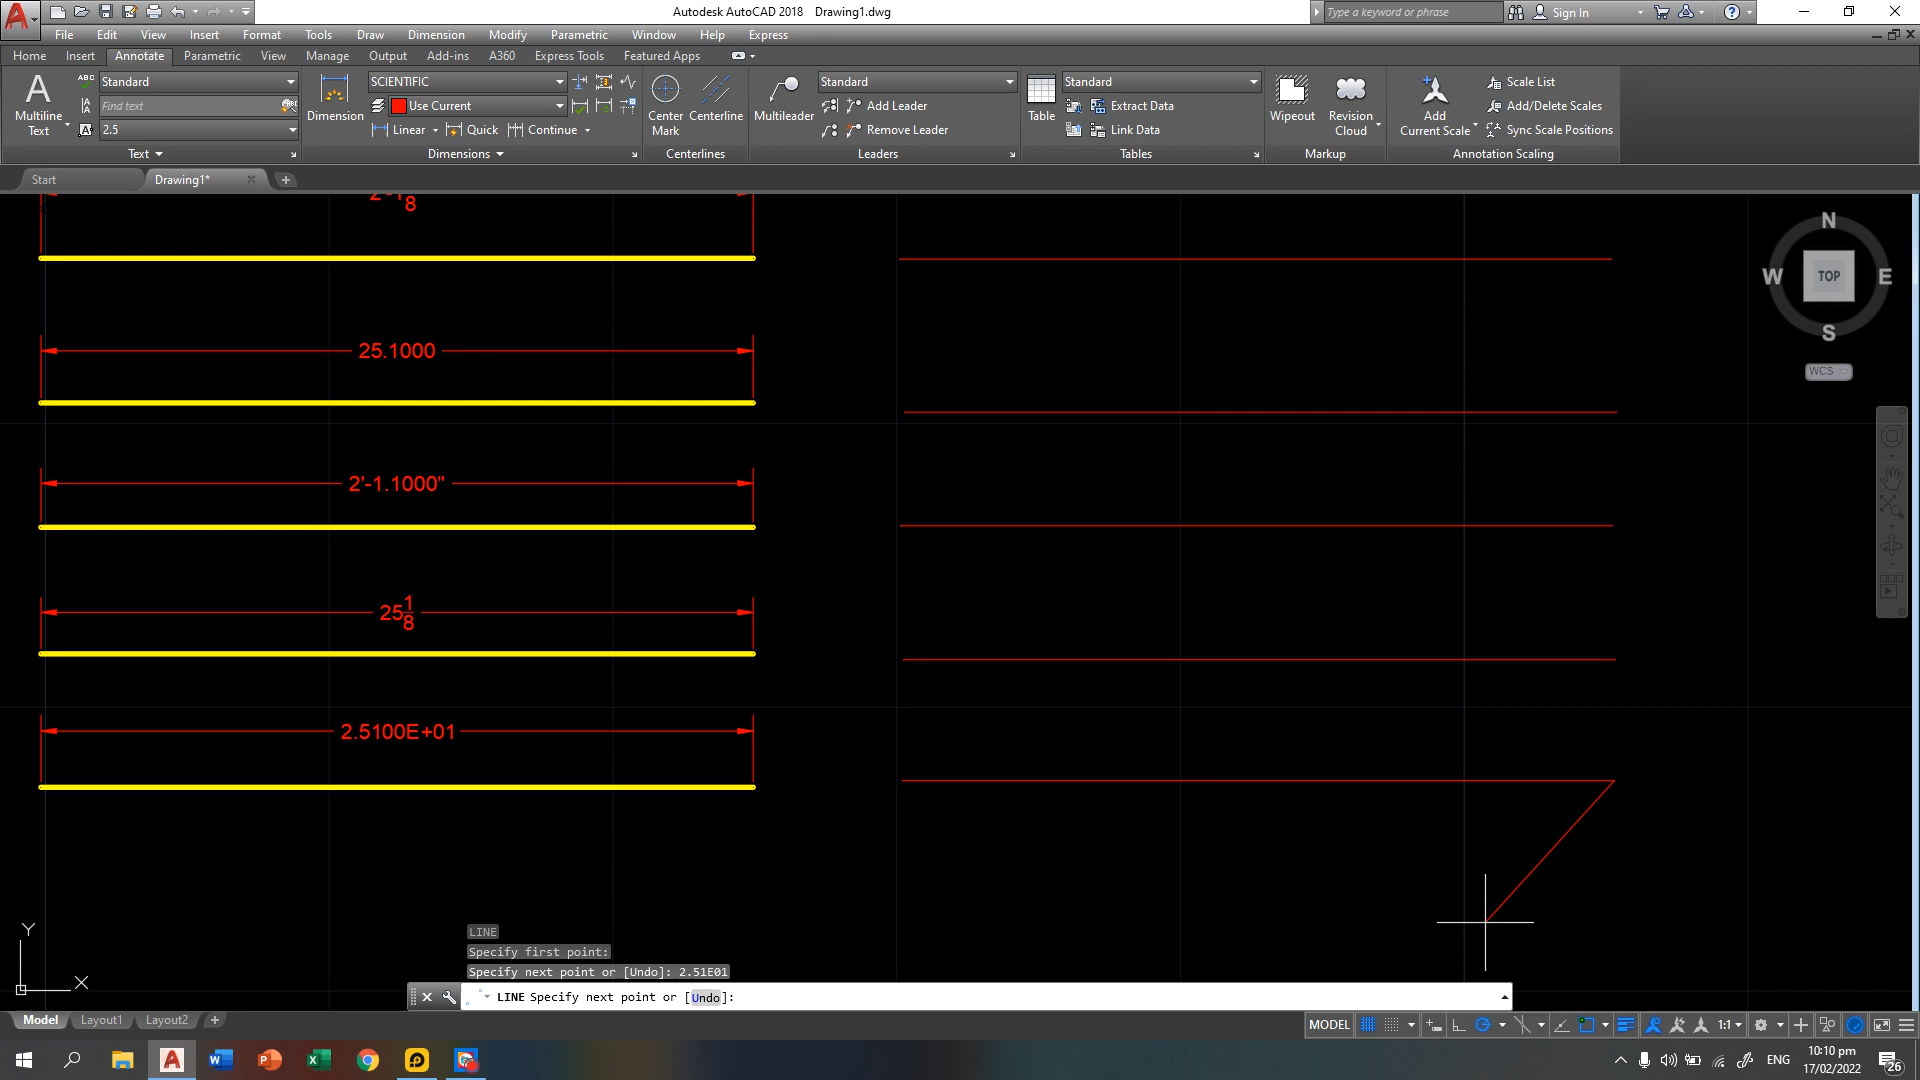 Autodesk AutoCAD 2018 Drawing1.dwg
Type a keyword or phrase
Sign In
File Edit View Insert Format Tools Draw Dimension Modify Parametric Window Help Express
Home Insert Annotate Parametric View Manage Output Add-ins A360 Express Tools Featured Apps
A ABC Standard
Find text
2.5
Multiline Text
Text
Dimension
SCIENTIFIC
Use Current
Linear Quick Continue
Dimensions
Center Mark
Centerline
Centerlines
Multileader
Standard
Add Leader
Remove Leader
Leaders
Table
Standard
Extract Data
Link Data
Tables
Wipeout
Revision Cloud
Markup
Add Current Scale
Scale List
Add/Delete Scales
Sync Scale Positions
Annotation Scaling
Start
Drawing1*
N
W TOP E
S
WCS
25.1000
2'-1.1000"
25 1/8
2.5100E+01
Y
X
LINE
Specify first point:
Specify next point or [Undo]: 2.51E01
LINE Specify next point or [Undo]:
Model Layout1 Layout2
MODEL
1:1
ENG
10:10 pm
17/02/2022
26